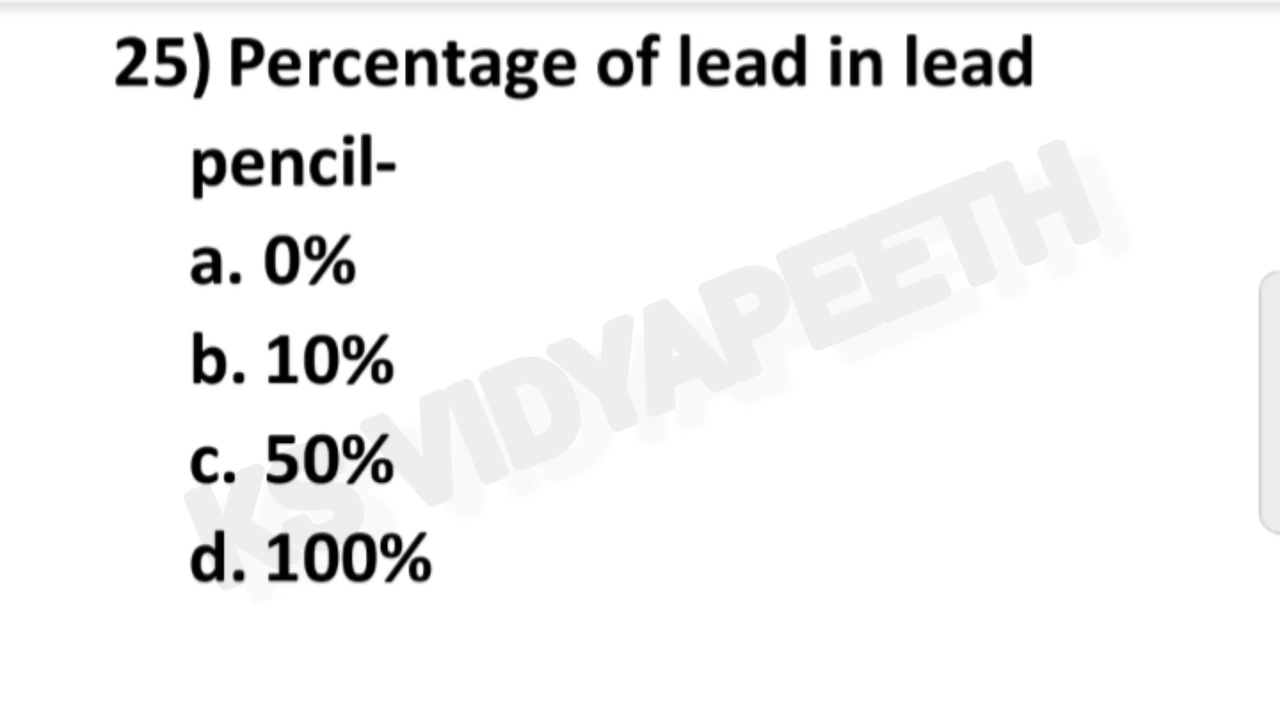 25) Percentage of lead in lead
pencil-
a. 0%
b. 10%
c. 50%
d. 100%
KS VIDYAPEETH